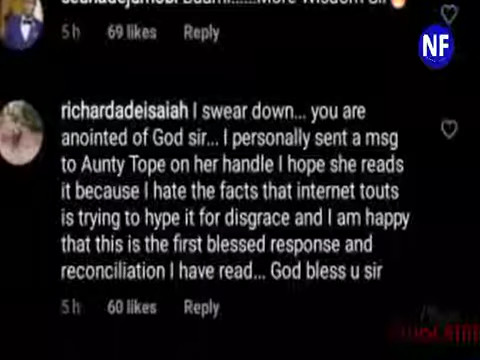 NF
5h 69 likes Reply
richardadeisaiah I swear down... you are
anointed of God sir... I personally sent a msg
to Aunty Tope on her handle I hope she reads
it because I hate the facts that internet touts
is trying to hype it for disgrace and I am happy
that this is the first blessed response and
reconciliation I have read... God bless u sir
5h 60 likes Reply